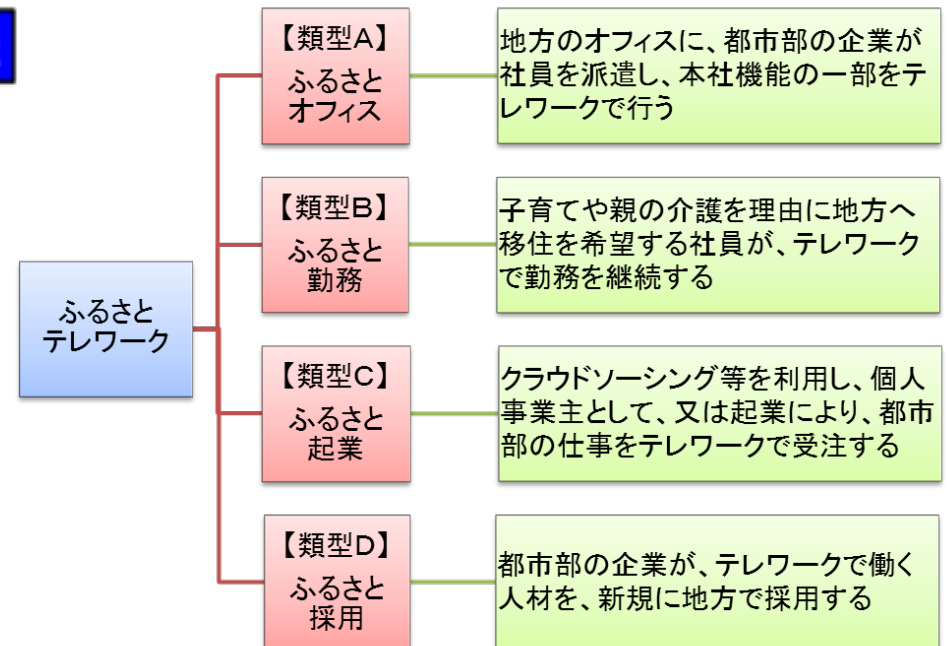 ふるさと
テレワーク
【類型A】
ふるさと
オフィス
地方のオフィスに、都市部の企業が
社員を派遣し、本社機能の一部をテ
レワークで行う
【類型B】
ふるさと
勤務
子育てや親の介護を理由に地方へ
移住を希望する社員が、テレワーク
で勤務を継続する
【類型C】
ふるさと
起業
クラウドソーシング等を利用し、個人
事業主として、又は起業により、都市
部の仕事をテレワークで受注する
【類型D】
ふるさと
採用
都市部の企業が、テレワークで働く
人材を、新規に地方で採用する